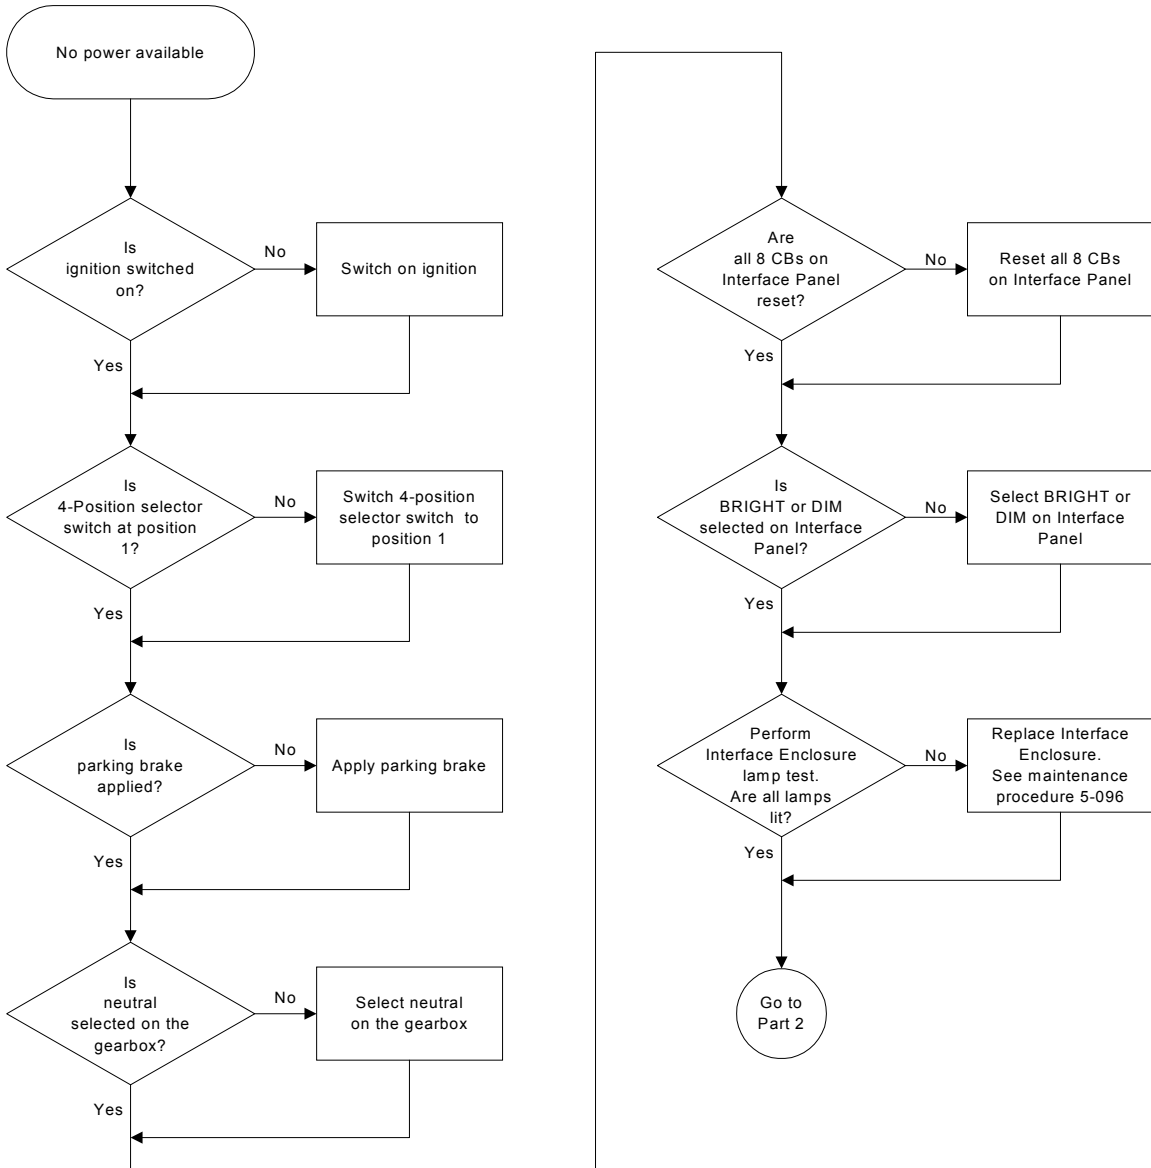 No power available
Is
ignition switched
on?
No
Switch on ignition
Yes
Is
4-Position selector
switch at position
1?
No
Switch 4-position
selector switch to
position 1
Yes
Is
parking brake
applied?
No
Apply parking brake
Yes
Is
neutral
selected on the
gearbox?
No
Select neutral
on the gearbox
Yes
Are
all 8 CBs on
Interface Panel
reset?
No
Reset all 8 CBs
on Interface Panel
Yes
Is
BRIGHT or DIM
selected on Interface
Panel?
No
Select BRIGHT or
DIM on Interface
Panel
Yes
Perform
Interface Enclosure
lamp test.
Are all lamps
lit?
No
Replace Interface
Enclosure.
See maintenance
procedure 5-096
Yes
Go to
Part 2